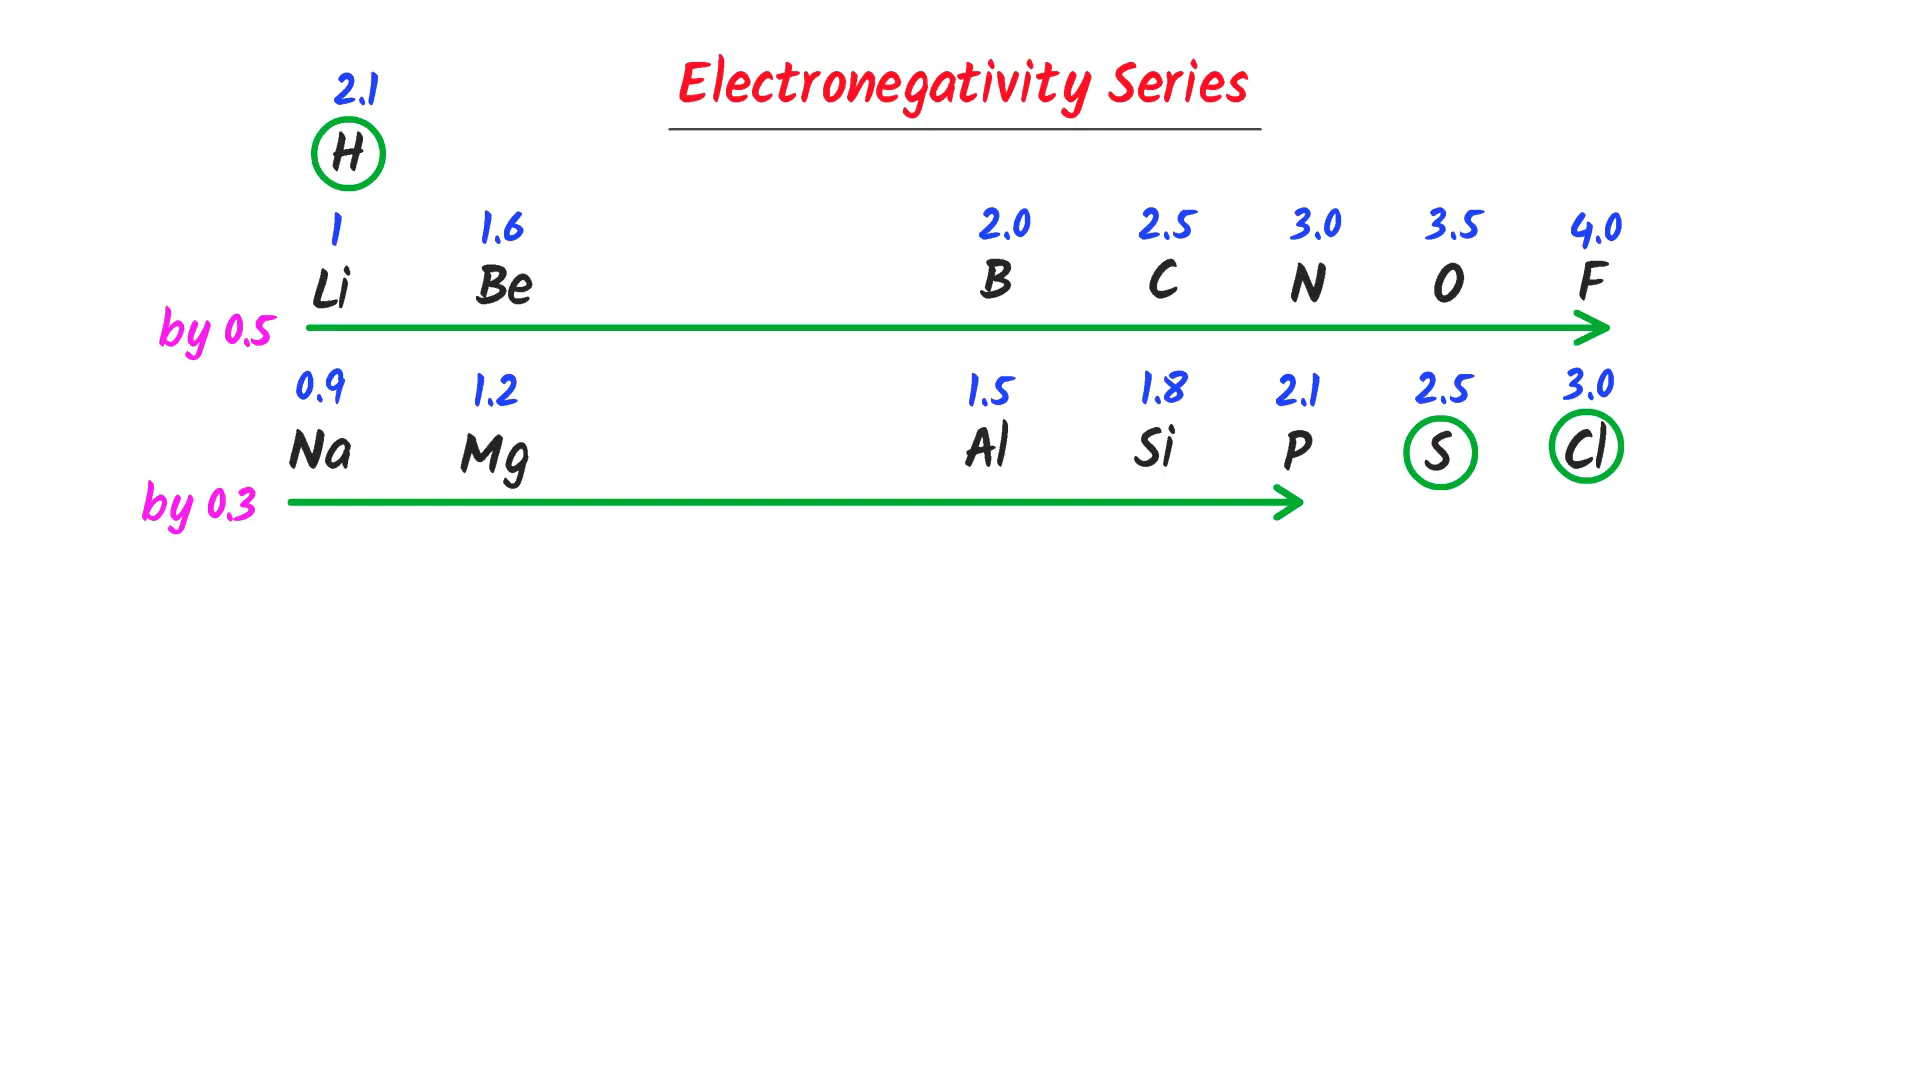 Electronegativity Series
2.1
H
1 1.6 2.0 2.5 3.0 3.5 4.0
Li Be B C N O F
by 0.5
0.9 1.2 1.5 1.8 2.1 2.5 3.0
Na Mg Al Si P S Cl
by 0.3